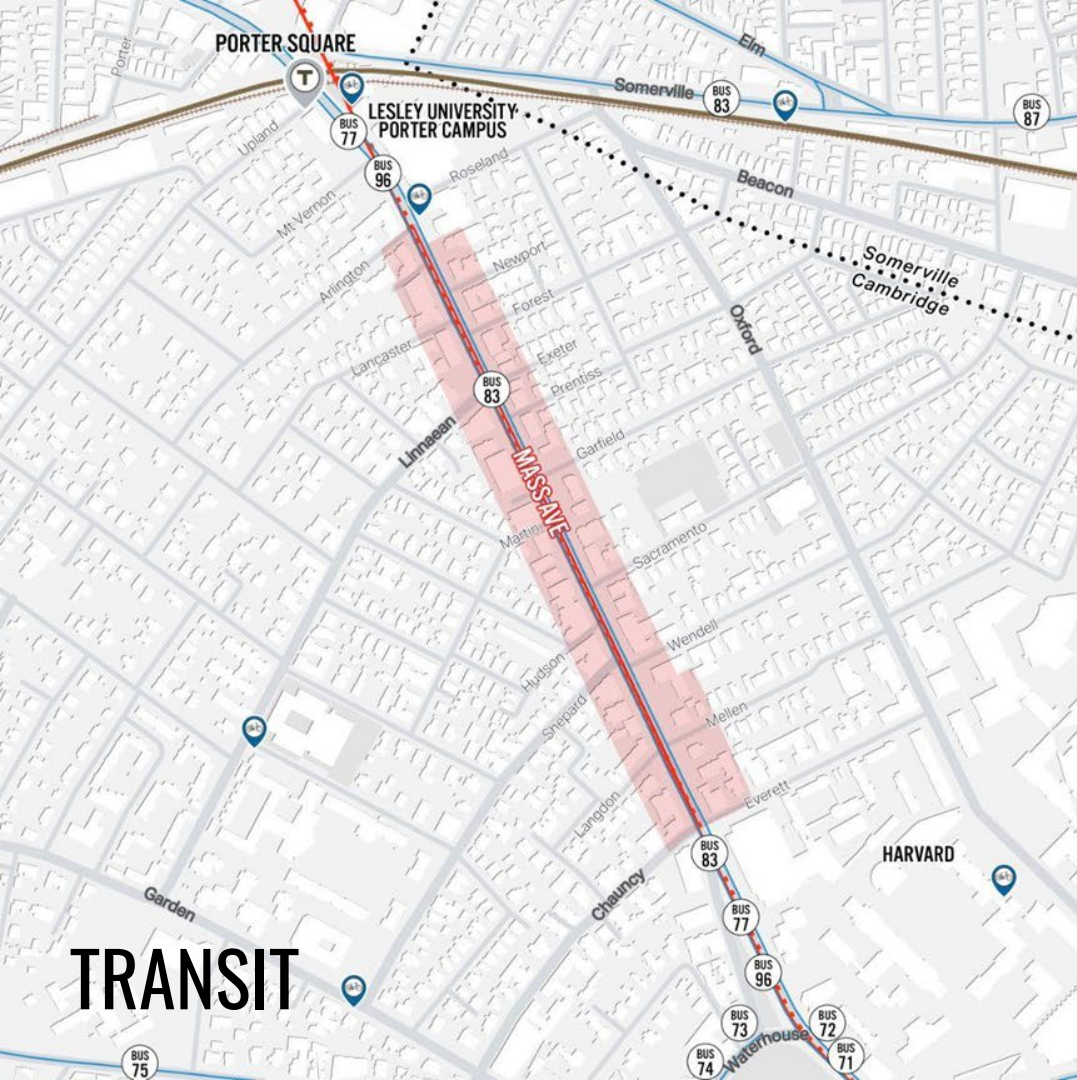 Porter
PORTER SQUARE
T
Elm
Somerville
BUS
83
BUS
87
LESLEY UNIVERSITY
PORTER CAMPUS
BUS
77
Upland
BUS
96
Roseland
Beacon
Mt Vernon
Somerville
Cambridge
Arlington
Newport
Forest
Oxford
Lancaster
Exeter
Prentiss
BUS
83
Linnaean
Garfield
MASS AVE
Martin
Sacramento
Wendell
Hudson
Shepard
Mellen
Langdon
Everett
BUS
83
HARVARD
Chauncy
Garden
BUS
77
TRANSIT
BUS
96
BUS
73
BUS
72
Waterhouse
BUS
74
BUS
71
BUS
75